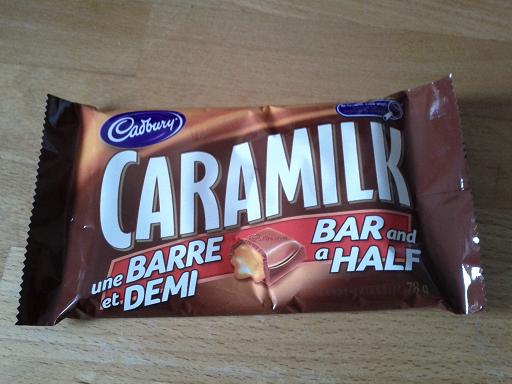 Cadbury
CARAMILK
une BARRE
et DEMI
BAR and
a HALF
78 g